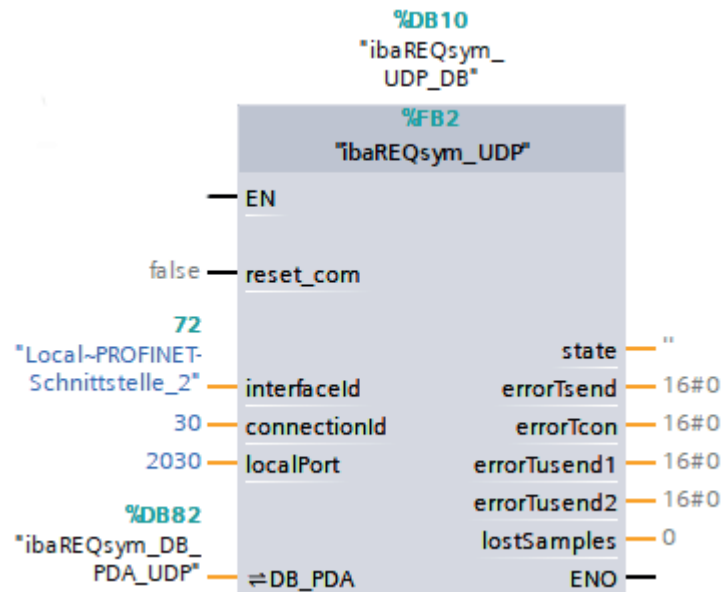 %DB10
"ibaREQsym_
UDP_DB"
%FB2
"ibaREQsym_UDP"
EN
false reset_com
72
"Local~PROFINET-
Schnittstelle_2" interfaceId
30 connectionId
2030 localPort
%DB82
"ibaREQsym_DB_
PDA_UDP" ⇌DB_PDA
state ''
errorTsend 16#0
errorTcon 16#0
errorTusend1 16#0
errorTusend2 16#0
lostSamples 0
ENO